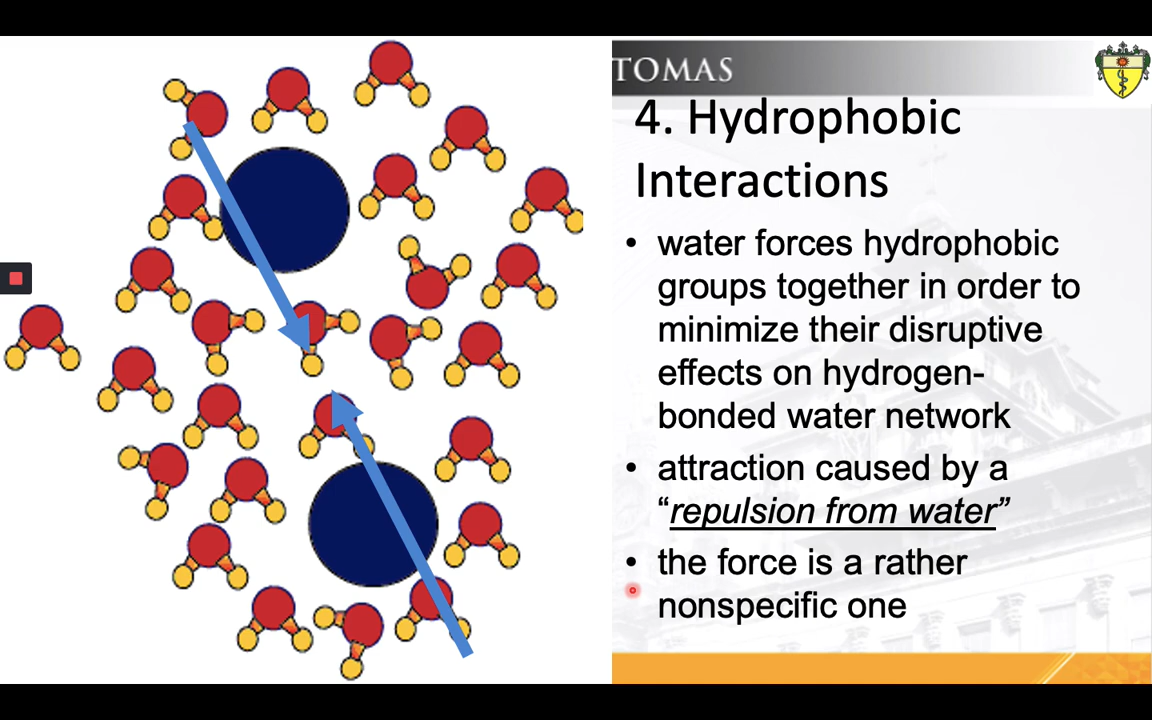 TOMAS
4. Hydrophobic
Interactions
• water forces hydrophobic
groups together in order to
minimize their disruptive
effects on hydrogen-
bonded water network
• attraction caused by a
“repulsion from water”
• the force is a rather
nonspecific one